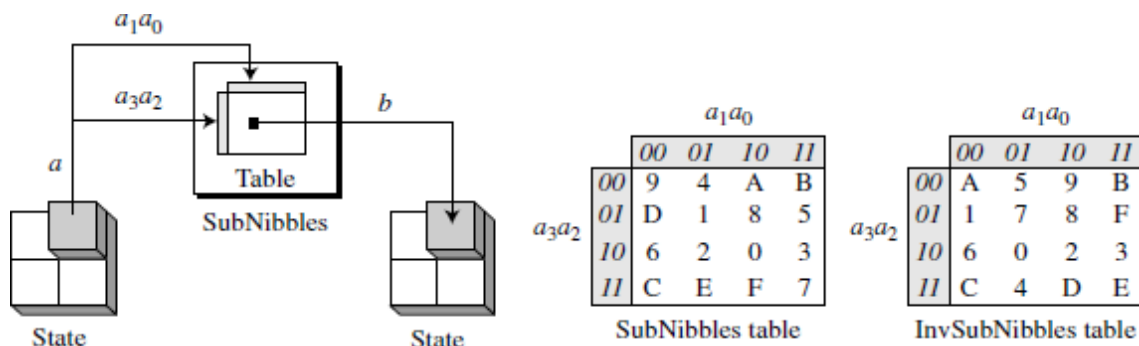 a₁a₀
a₃a₂
b
a
Table
SubNibbles
State
State
a₁a₀
00 01 10 11
a₃a₂
00 9 4 A B
01 D 1 8 5
10 6 2 0 3
11 C E F 7
SubNibbles table
a₁a₀
00 01 10 11
a₃a₂
00 A 5 9 B
01 1 7 8 F
10 6 0 2 3
11 C 4 D E
InvSubNibbles table